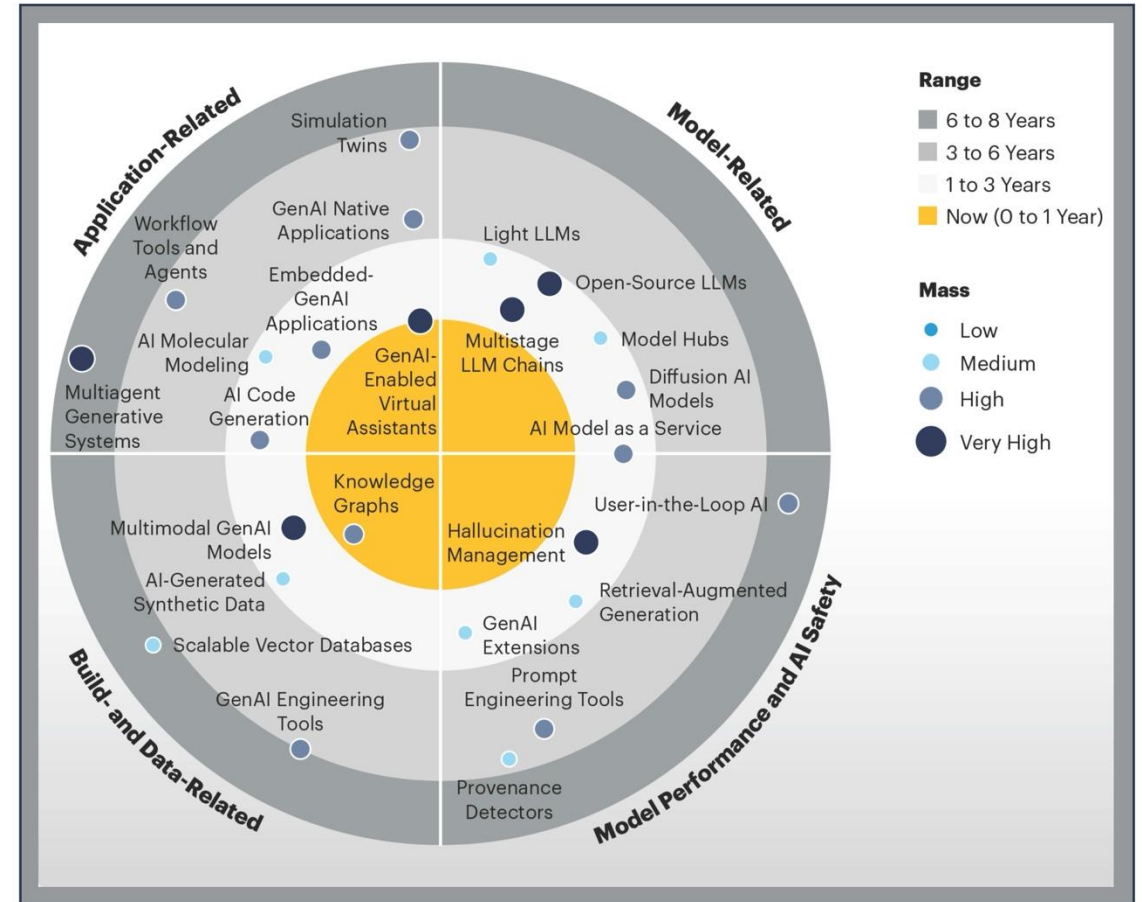 Application-Related
Simulation
Twins
GenAI Native
Applications
Workflow
Tools and
Agents
Embedded-
GenAI
Applications
AI Molecular
Modeling
GenAI-
Enabled
Virtual
Assistants
Multiagent
Generative
Systems
AI Code
Generation
Model-Related
Light LLMs
Open-Source LLMs
Multistage
LLM Chains
Model Hubs
Diffusion AI
Models
AI Model as a Service
Build- and Data-Related
Knowledge
Graphs
Multimodal GenAI
Models
AI-Generated
Synthetic Data
Scalable Vector Databases
GenAI Engineering
Tools
Model Performance and AI Safety
User-in-the-Loop AI
Hallucination
Management
Retrieval-Augmented
Generation
GenAI
Extensions
Prompt
Engineering Tools
Provenance
Detectors
Range
6 to 8 Years
3 to 6 Years
1 to 3 Years
Now (0 to 1 Year)
Mass
Low
Medium
High
Very High